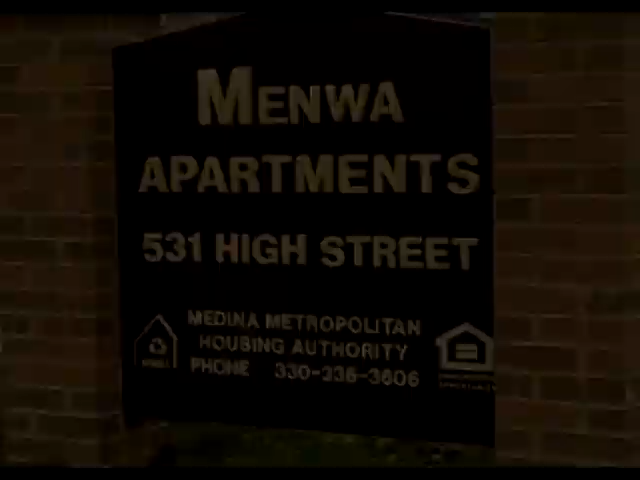 MENWA
APARTMENTS
531 HIGH STREET
MEDINA METROPOLITAN
HOUSING AUTHORITY
PHONE 330-336-3606